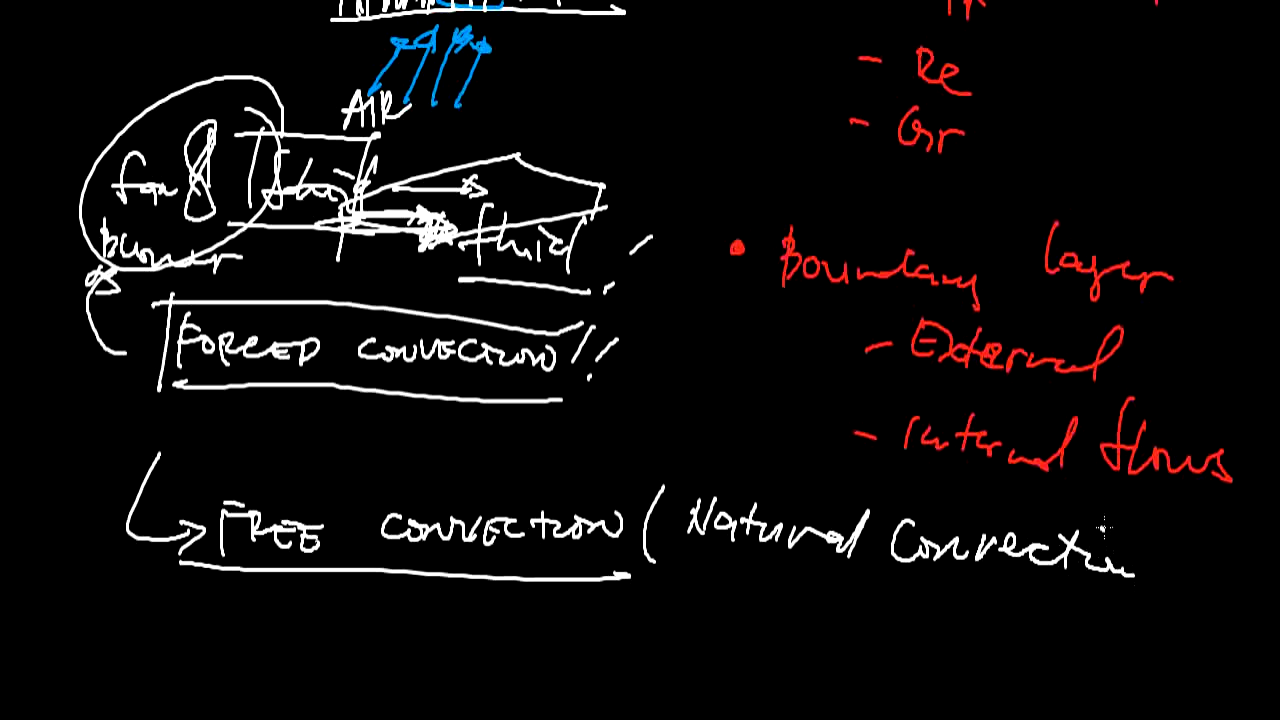 AIR
fan
fluid
burner
FORCED CONVECTION!!
FREE CONVECTION (Natural Convection
- Re
- Gr
• Boundary layer
- External
- Internal flows